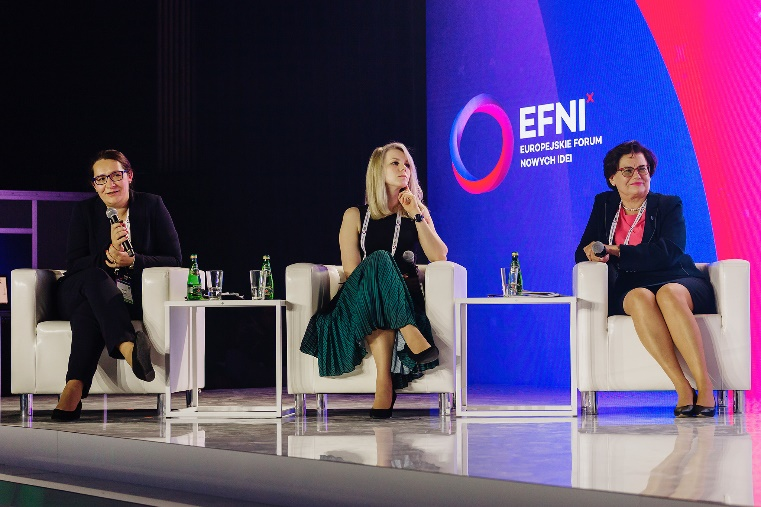 EFNI x
EUROPEJSKIE FORUM
NOWYCH IDEI